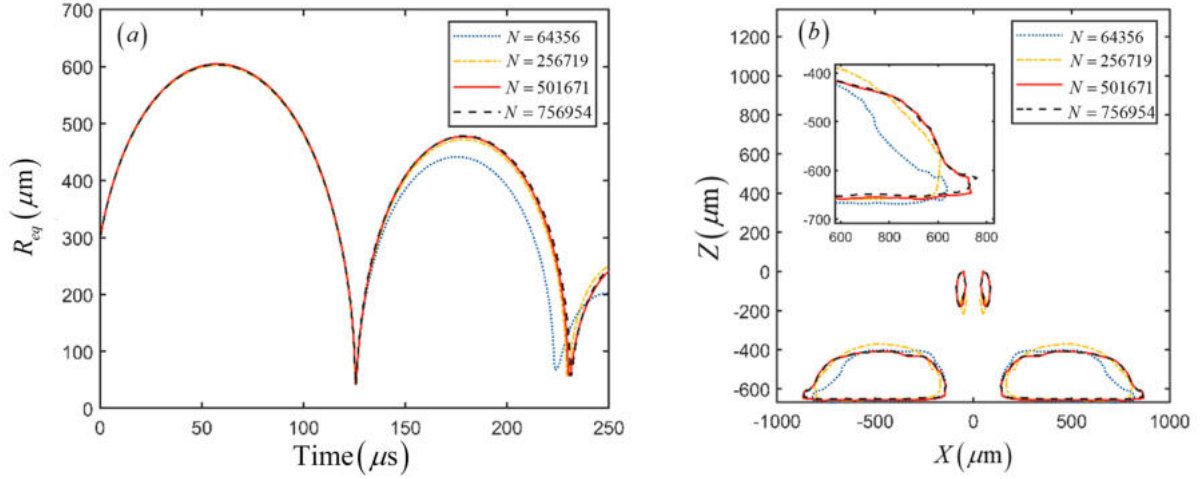 (a)
N = 64356
N = 256719
N = 501671
N = 756954
700
600
500
400
300
200
100
0
R_eq (μm)
0 50 100 150 200 250
Time (μs)
(b)
N = 64356
N = 256719
N = 501671
N = 756954
1200
1000
800
600
400
200
0
-200
-400
-600
Z (μm)
-400
-500
-600
-700
600 800 600 800
-1000 -500 0 500 1000
X (μm)